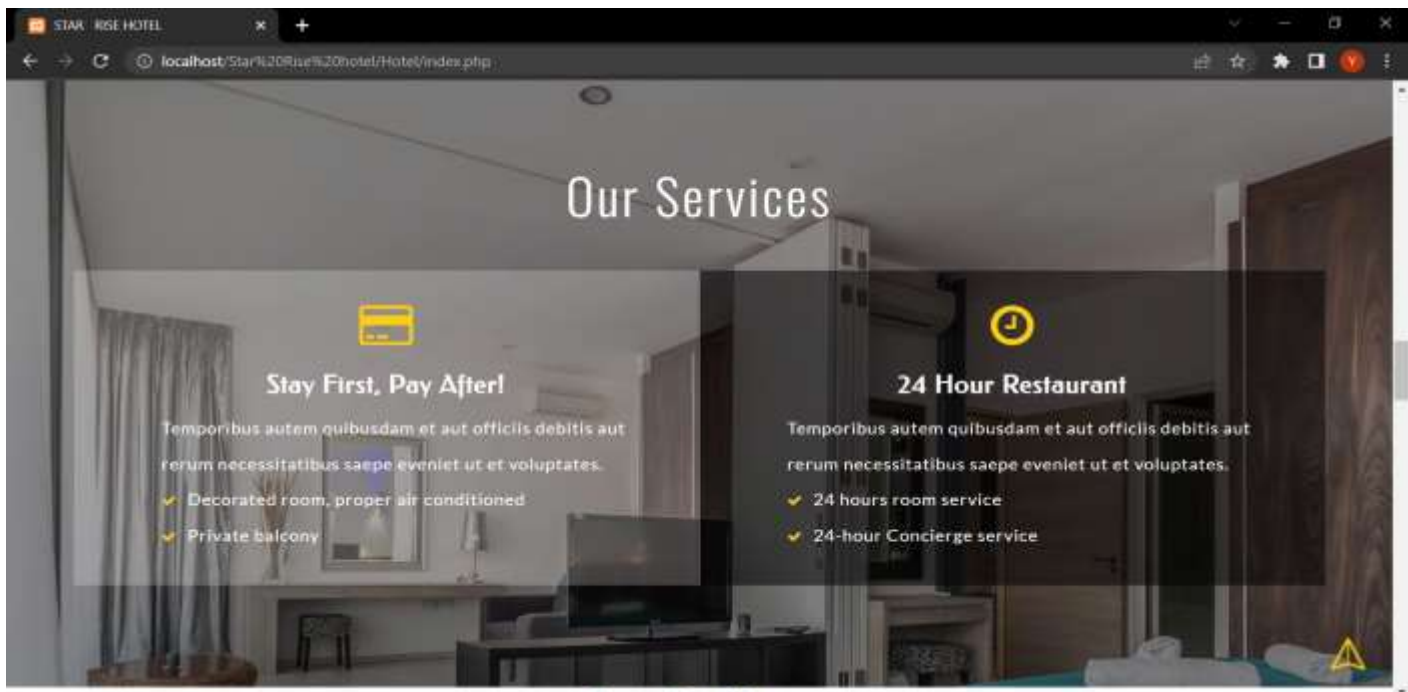 STAR RISE HOTEL
localhost/Star%20Rise%20hotel/Hotel/index.php
Y
Our Services
Stay First, Pay After!
Temporibus autem quibusdam et aut officiis debitis aut
rerum necessitatibus saepe eveniet ut et voluptates.
Decorated room, proper air conditioned
Private balcony
24 Hour Restaurant
Temporibus autem quibusdam et aut officiis debitis aut
rerum necessitatibus saepe eveniet ut et voluptates.
24 hours room service
24-hour Concierge service